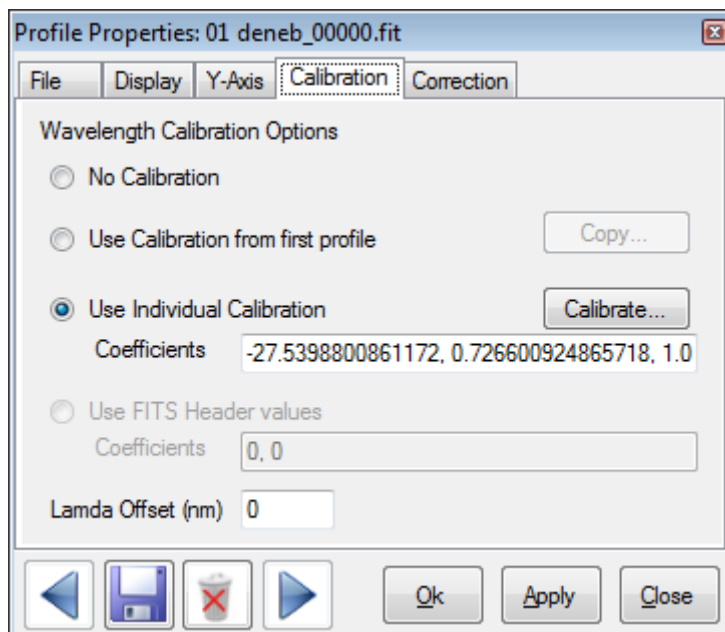 Profile Properties: 01 deneb_00000.fit
File Display Y-Axis Calibration Correction
Wavelength Calibration Options
No Calibration
Use Calibration from first profile Copy...
Use Individual Calibration Calibrate...
Coefficients -27.5398800861172, 0.726600924865718, 1.0
Use FITS Header values
Coefficients 0, 0
Lamda Offset (nm) 0
Ok Apply Close